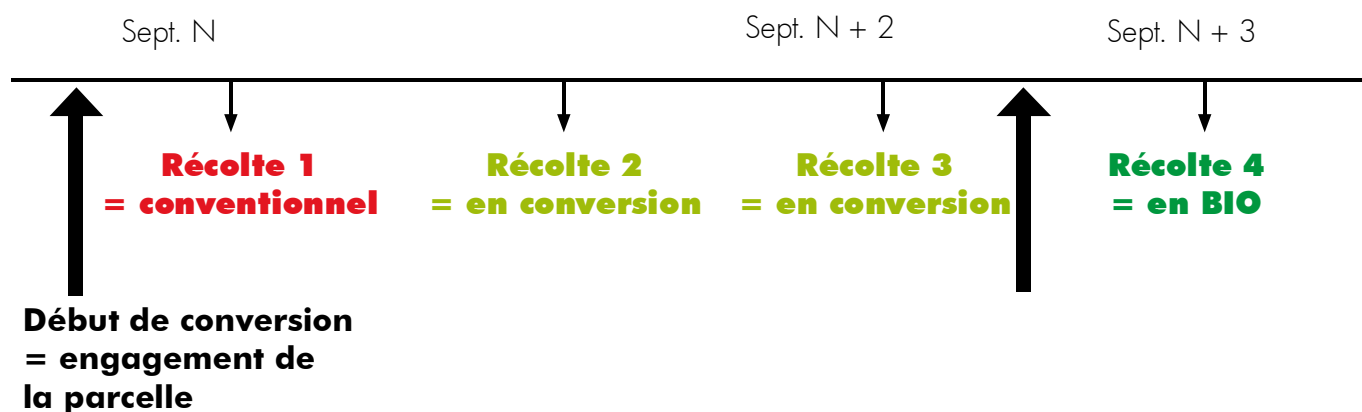 Sept. N
Sept. N + 2
Sept. N + 3
Récolte 1
= conventionnel
Récolte 2
= en conversion
Récolte 3
= en conversion
Récolte 4
= en BIO
Début de conversion
= engagement de
la parcelle